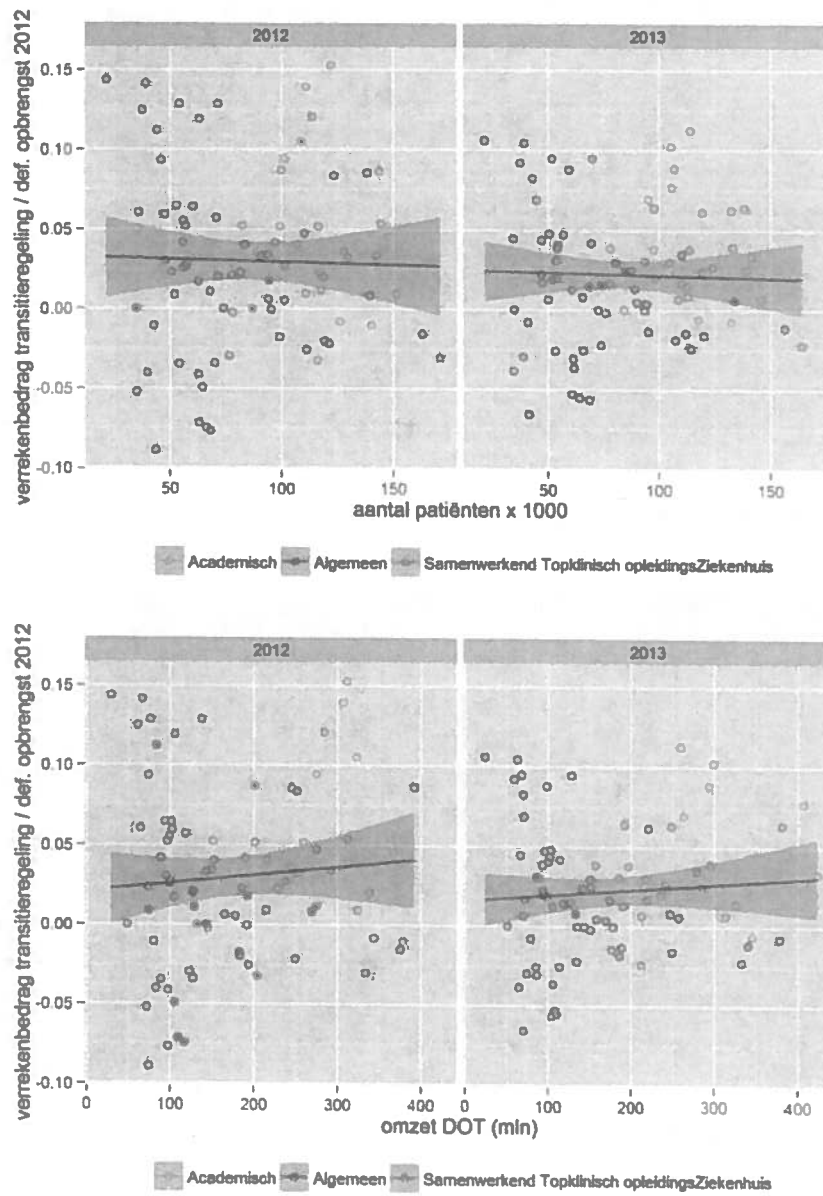 2012 2013
verrekenbedrag transitieregeling / def. opbrengst 2012
0.15
0.10
0.05
0.00
-0.05
-0.10
50 100 150 50 100 150
aantal patiënten x 1000
Academisch Algemeen Samenwerkend Topklinisch opleidingsZiekenhuis
2012 2013
verrekenbedrag transitieregeling / def. opbrengst 2012
0.15
0.10
0.05
0.00
-0.05
-0.10
0 100 200 300 400 0 100 200 300 400
omzet DOT (mln)
Academisch Algemeen Samenwerkend Topklinisch opleidingsZiekenhuis